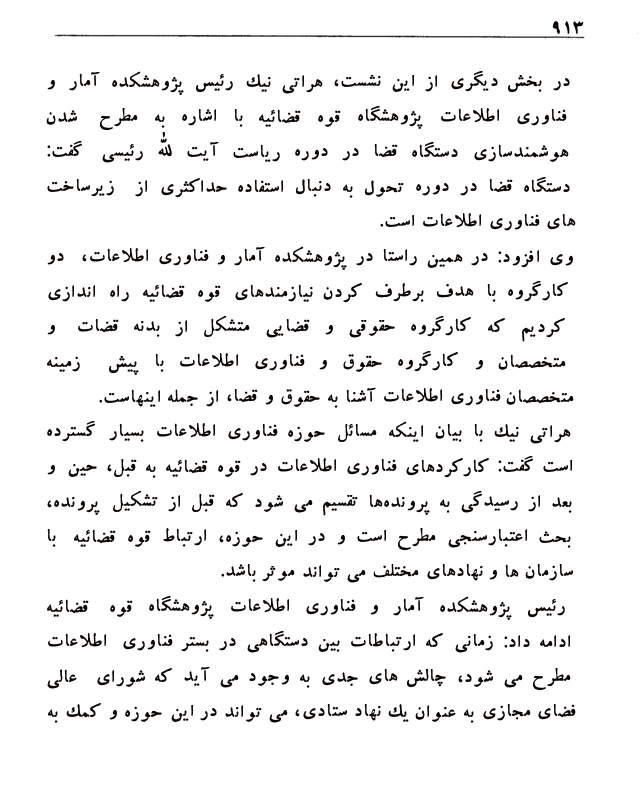 ۹۱۳
در بخش دیگری از این نشست، هراتی نیك رئیس پژوهشکده آمار و
فناوری اطلاعات پژوهشگاه قوه قضائیه با اشاره به مطرح شدن
هوشمندسازی دستگاه قضا در دوره ریاست آیت الله رئیسی گفت:
دستگاه قضا در دوره تحول به دنبال استفاده حداکثری از زیرساخت
های فناوری اطلاعات است.
وی افزود: در همین راستا در پژوهشکده آمار و فناوری اطلاعات، دو
کارگروه با هدف برطرف کردن نیازمندهای قوه قضائیه راه اندازی
کردیم که کارگروه حقوقی و قضایی متشکل از بدنه قضات و
متخصصان و کارگروه حقوق و فناوری اطلاعات با پیش زمینه
متخصصان فناوری اطلاعات آشنا به حقوق و قضا، از جمله اینهاست.
هراتی نیك با بیان اینکه مسائل حوزه فناوری اطلاعات بسیار گسترده
است گفت: کارکردهای فناوری اطلاعات در قوه قضائیه به قبل، حین و
بعد از رسیدگی به پرونده‌ها تقسیم می شود که قبل از تشکیل پرونده،
بحث اعتبارسنجی مطرح است و در این حوزه، ارتباط قوه قضائیه با
سازمان ها و نهادهای مختلف می تواند موثر باشد.
رئیس پژوهشکده آمار و فناوری اطلاعات پژوهشگاه قوه قضائیه
ادامه داد: زمانی که ارتباطات بین دستگاهی در بستر فناوری اطلاعات
مطرح می شود، چالش های جدی به وجود می آید که شورای عالی
فضای مجازی به عنوان یك نهاد ستادی، می تواند در این حوزه و کمك به